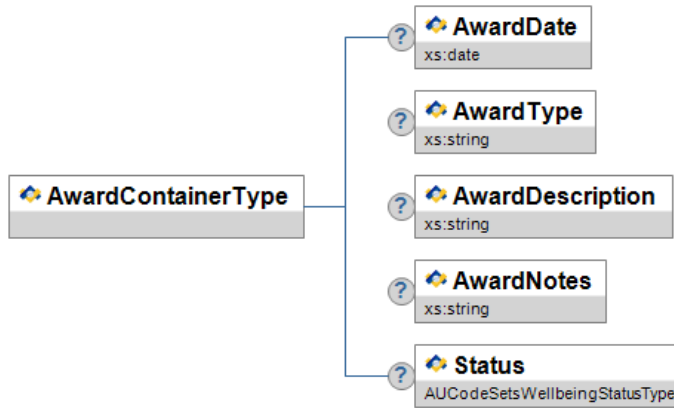 ?
AwardDate
xs:date
?
AwardType
xs:string
AwardContainerType
?
AwardDescription
xs:string
?
AwardNotes
xs:string
?
Status
AUCodeSetsWellbeingStatusType